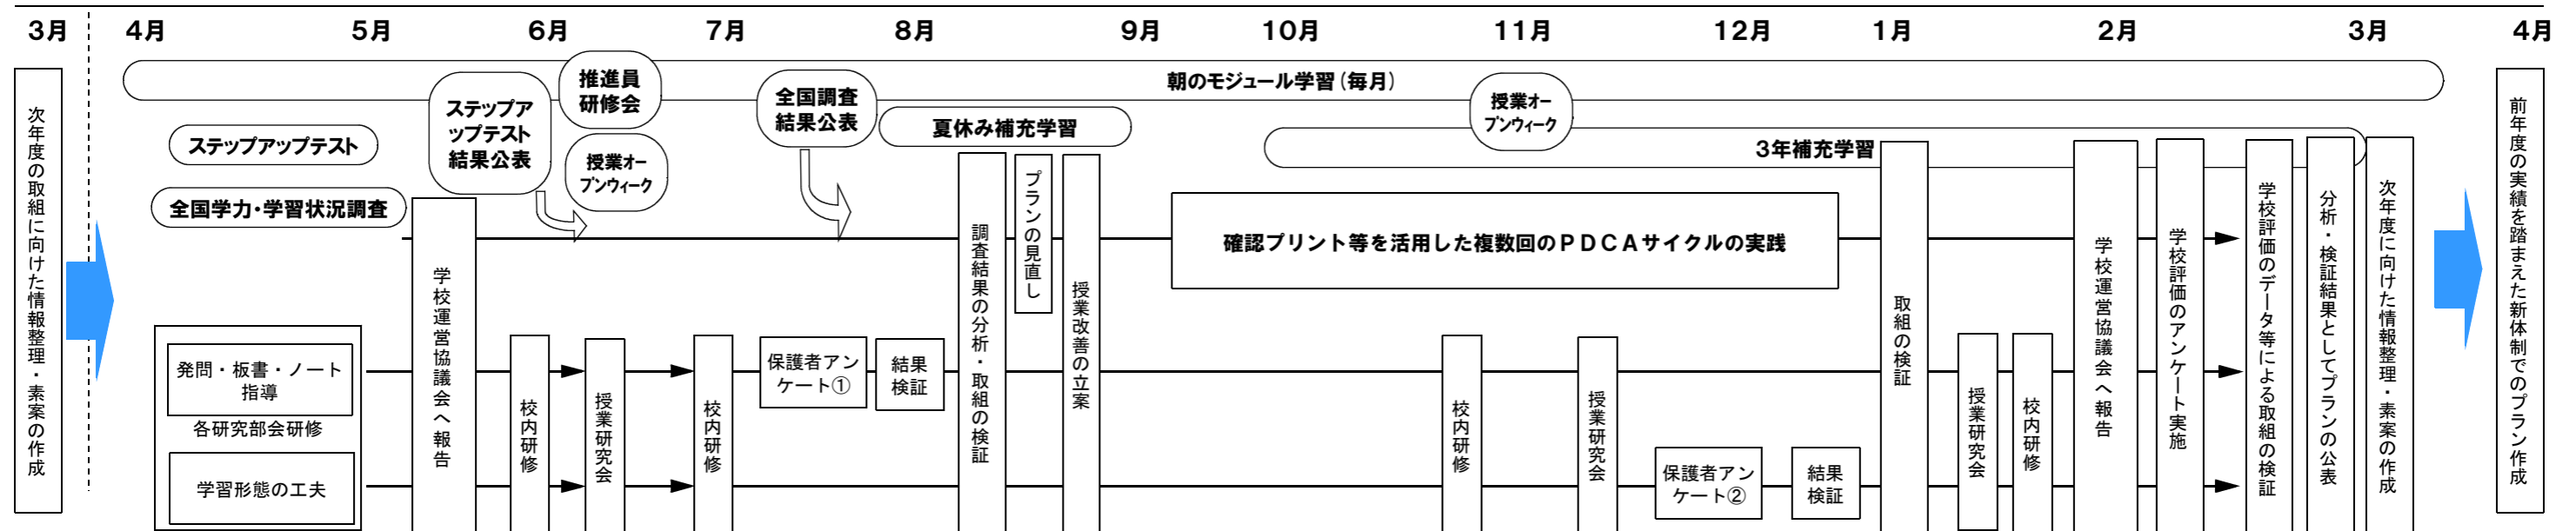 3月
4月
5月
6月
7月
8月
9月
10月
11月
12月
1月
2月
3月
4月
次年度の取組に向けた情報整理・素案の作成
朝のモジュール学習(毎月)
ステップアップテスト
全国学力・学習状況調査
ステップア
ップテスト
結果公表
推進員
研修会
授業オー
プンウィーク
全国調査
結果公表
夏休み補充学習
授業オー
プンウィーク
3年補充学習
発問・板書・ノート
指導
各研究部会研修
学習形態の工夫
学校運営協議会へ報告
校内研修
授業研究会
校内研修
保護者アン
ケート①
結果
検証
調査結果の分析・取組の検証
プランの見直し
授業改善の立案
確認プリント等を活用した複数回のPDCAサイクルの実践
校内研修
授業研究会
保護者アン
ケート②
結果
検証
取組の検証
授業研究会
校内研修
学校運営協議会へ報告
学校評価のアンケート実施
学校評価のデータ等による取組の検証
分析・検証結果としてプランの公表
次年度に向けた情報整理・素案の作成
前年度の実績を踏まえた新体制でのプラン作成